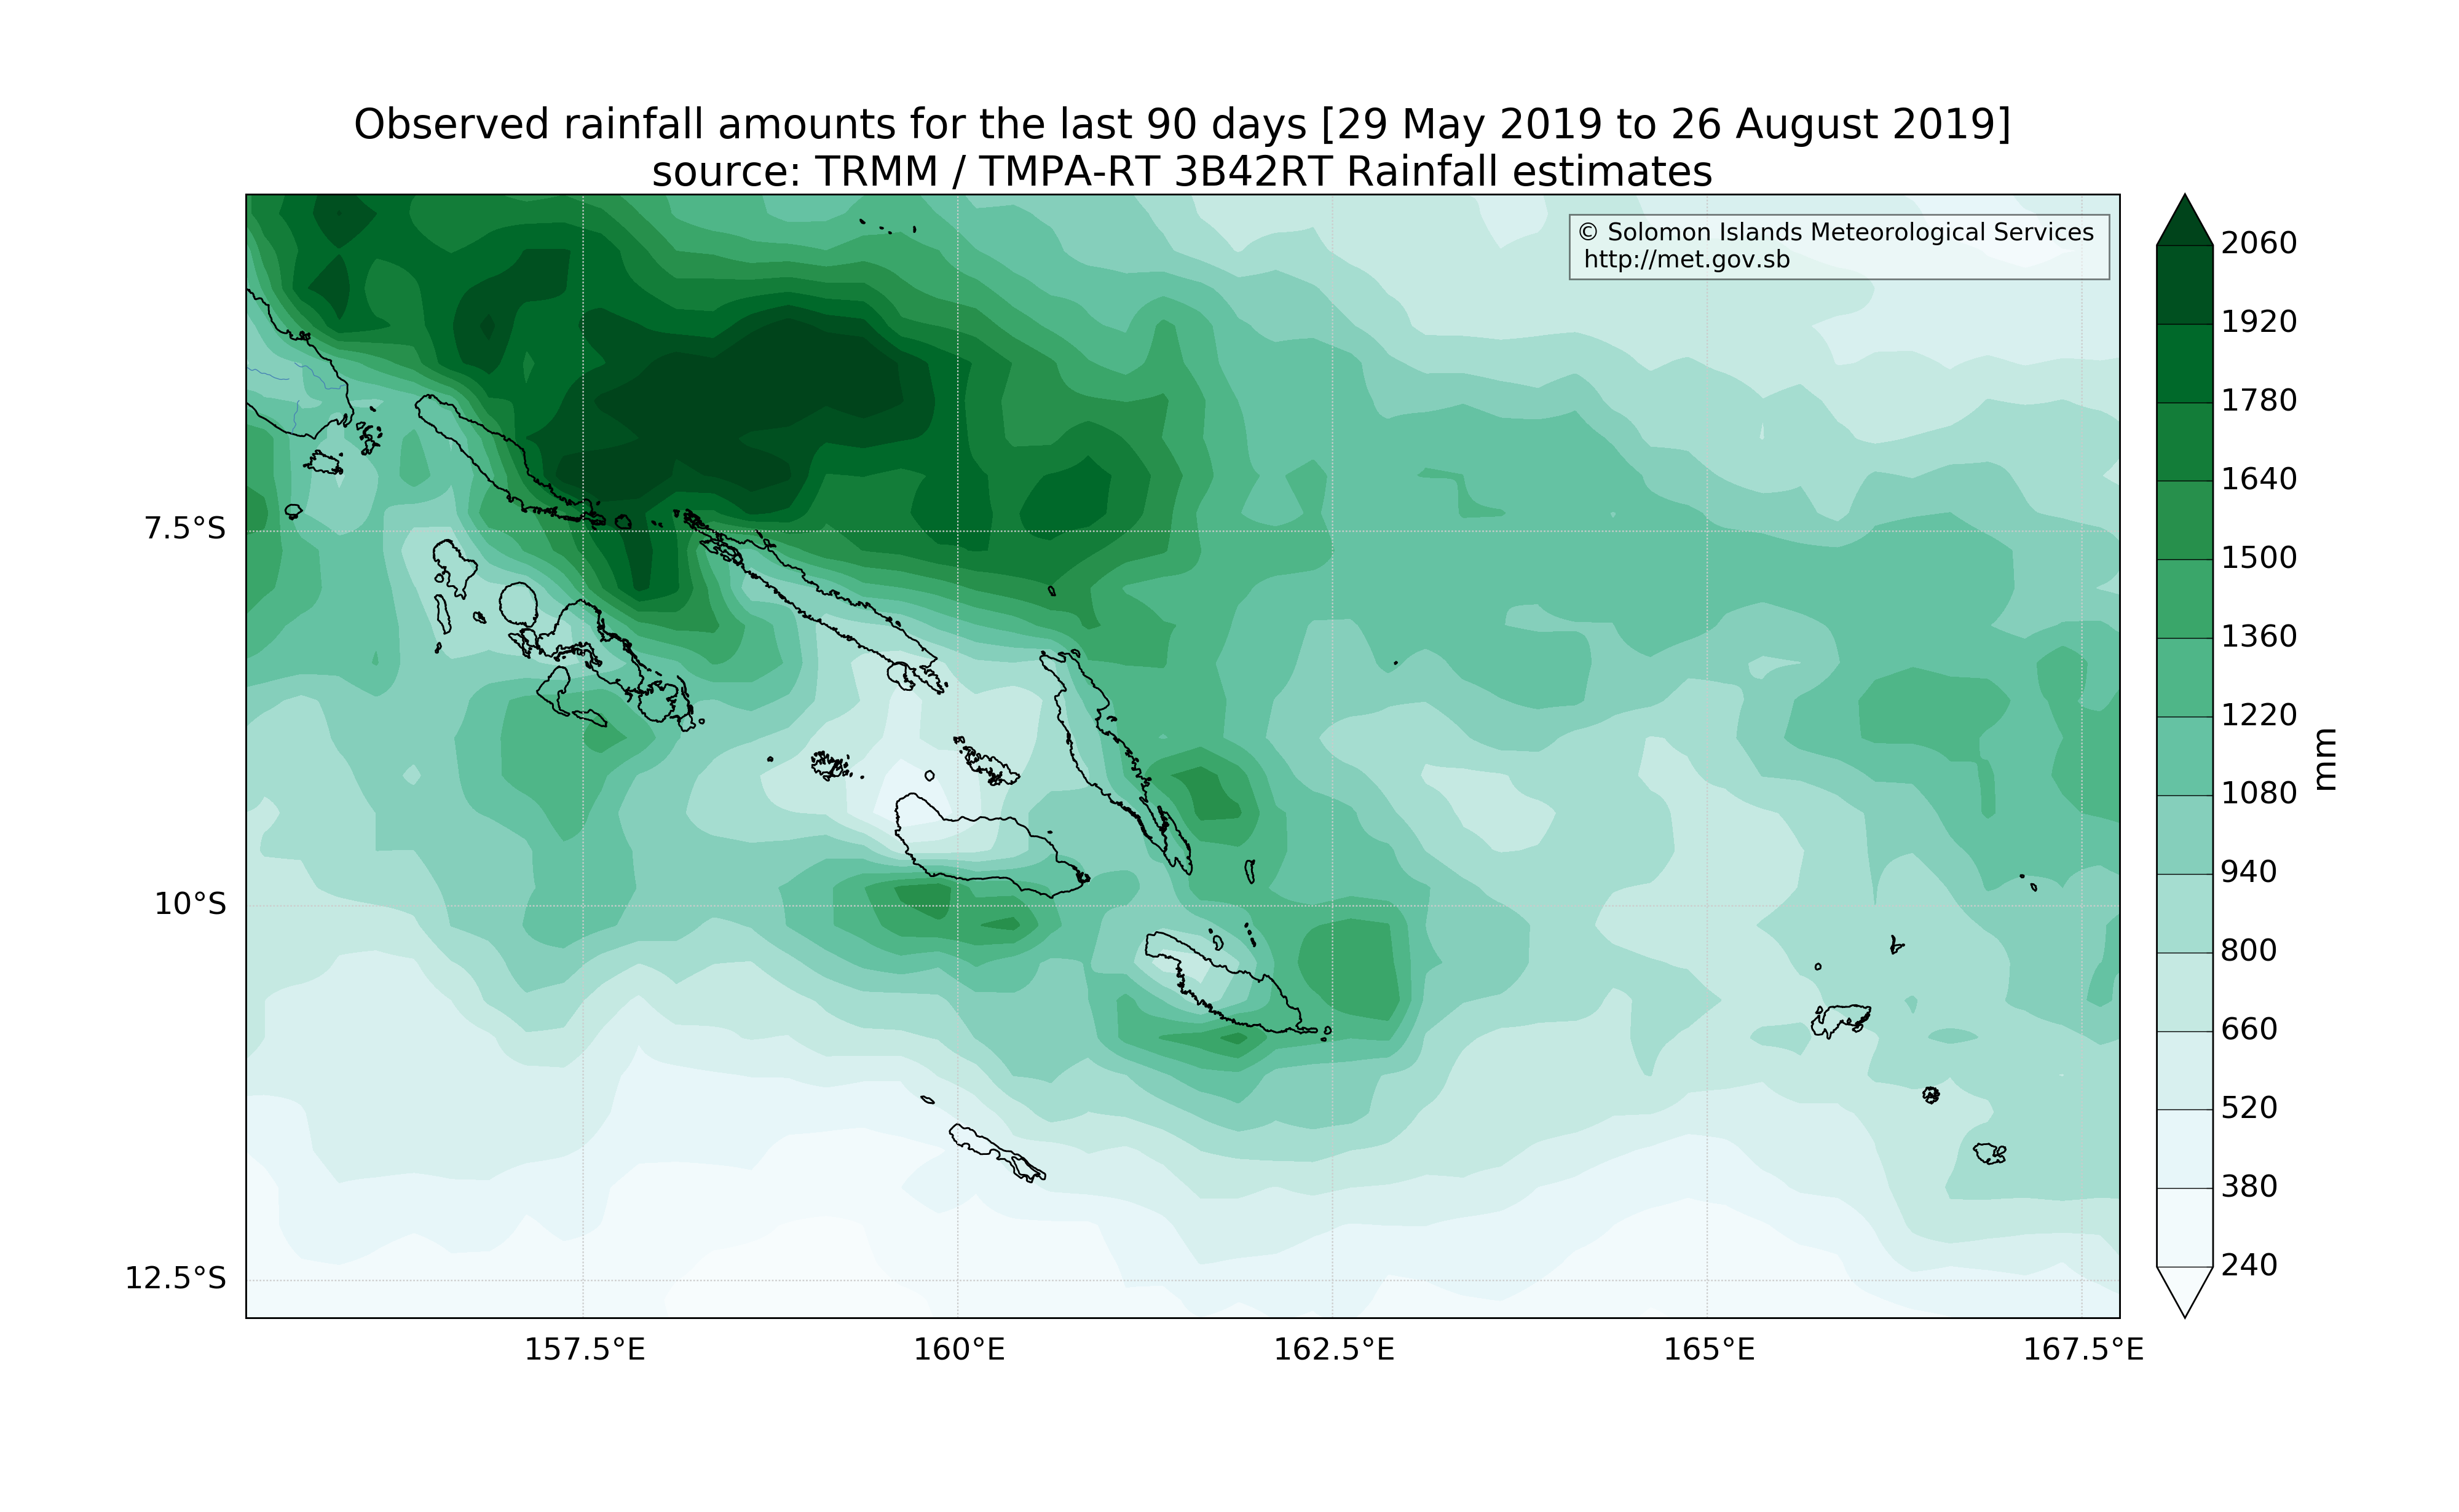 Observed rainfall amounts for the last 90 days [29 May 2019 to 26 August 2019]
source: TRMM / TMPA-RT 3B42RT Rainfall estimates
© Solomon Islands Meteorological Services
http://met.gov.sb
7.5°S
10°S
12.5°S
157.5°E
160°E
162.5°E
165°E
167.5°E
2060
1920
1780
1640
1500
1360
1220
1080
940
800
660
520
380
240
mm